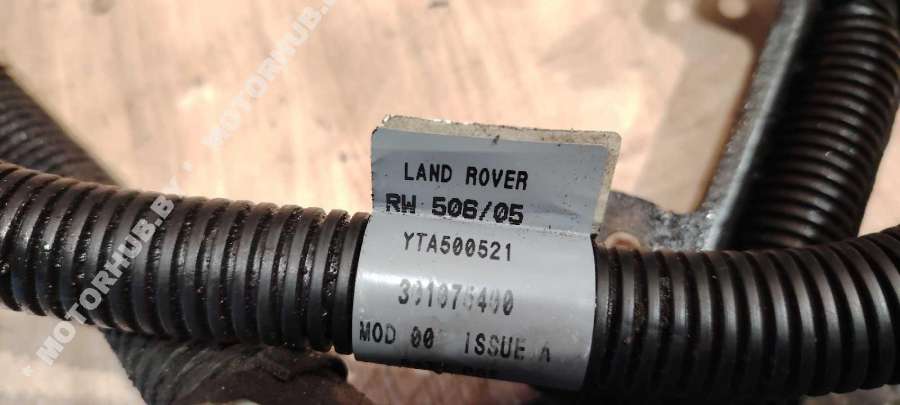 LAND ROVER
RW 506/05
YTA500521
MOD 00 ISSUE A
* MOTORHUB.BY * MOTORHUB.BY